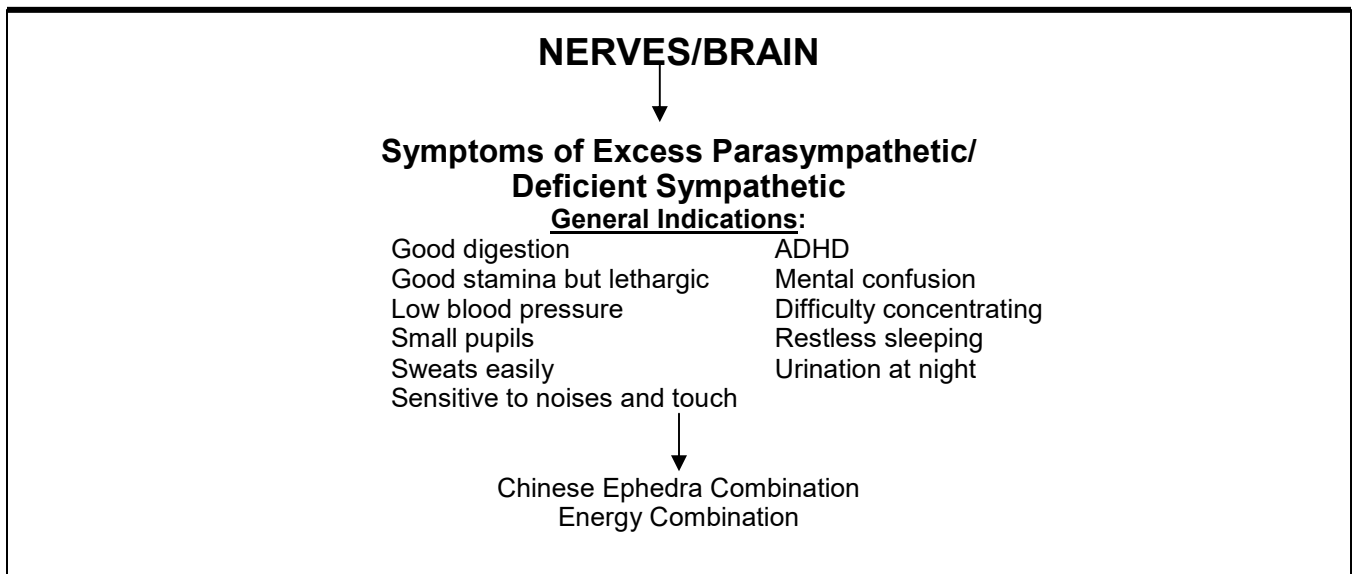 NERVES/BRAIN
Symptoms of Excess Parasympathetic/
Deficient Sympathetic
General Indications:
Good digestion
Good stamina but lethargic
Low blood pressure
Small pupils
Sweats easily
Sensitive to noises and touch
ADHD
Mental confusion
Difficulty concentrating
Restless sleeping
Urination at night
Chinese Ephedra Combination
Energy Combination